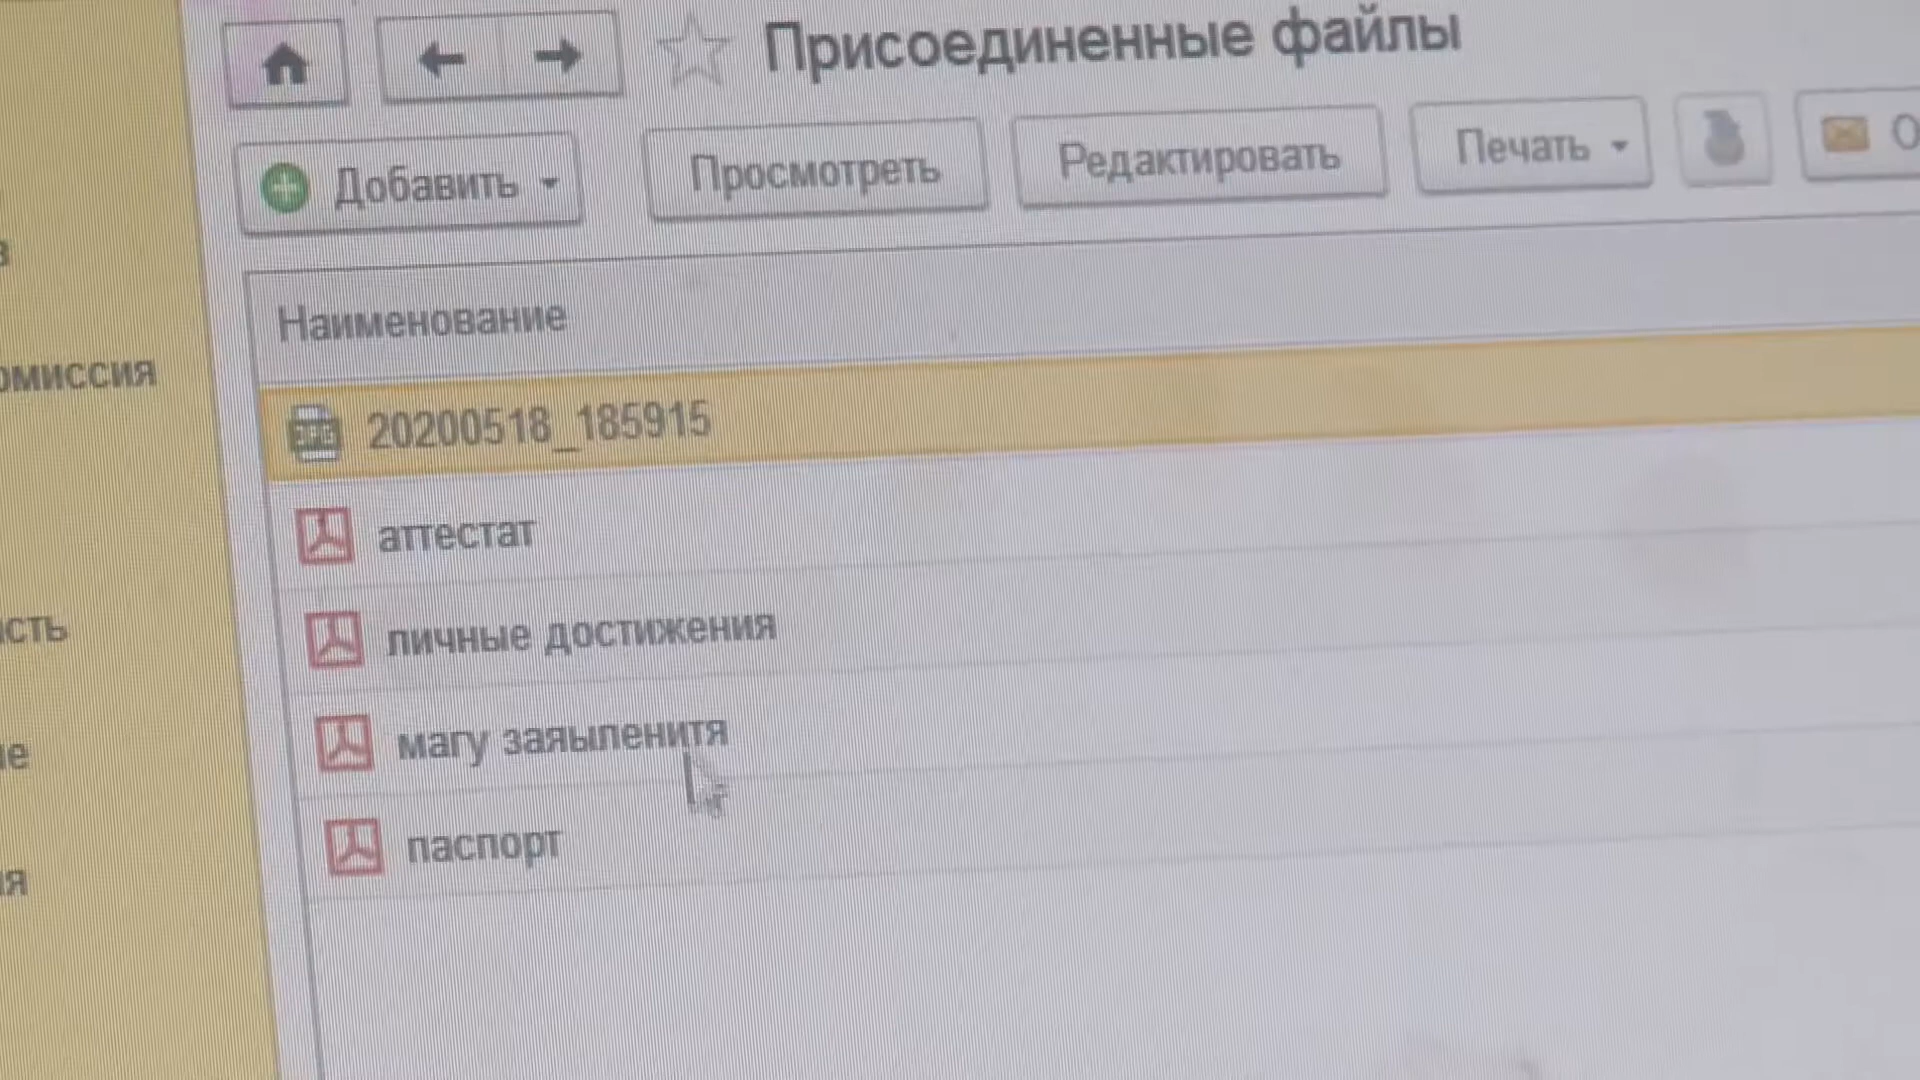 Присоединенные файлы
Добавить
Просмотреть
Редактировать
Печать
Наименование
омиссия
20200518_185915
аттестат
личные достижения
сть
магу заяыленитя
паспорт